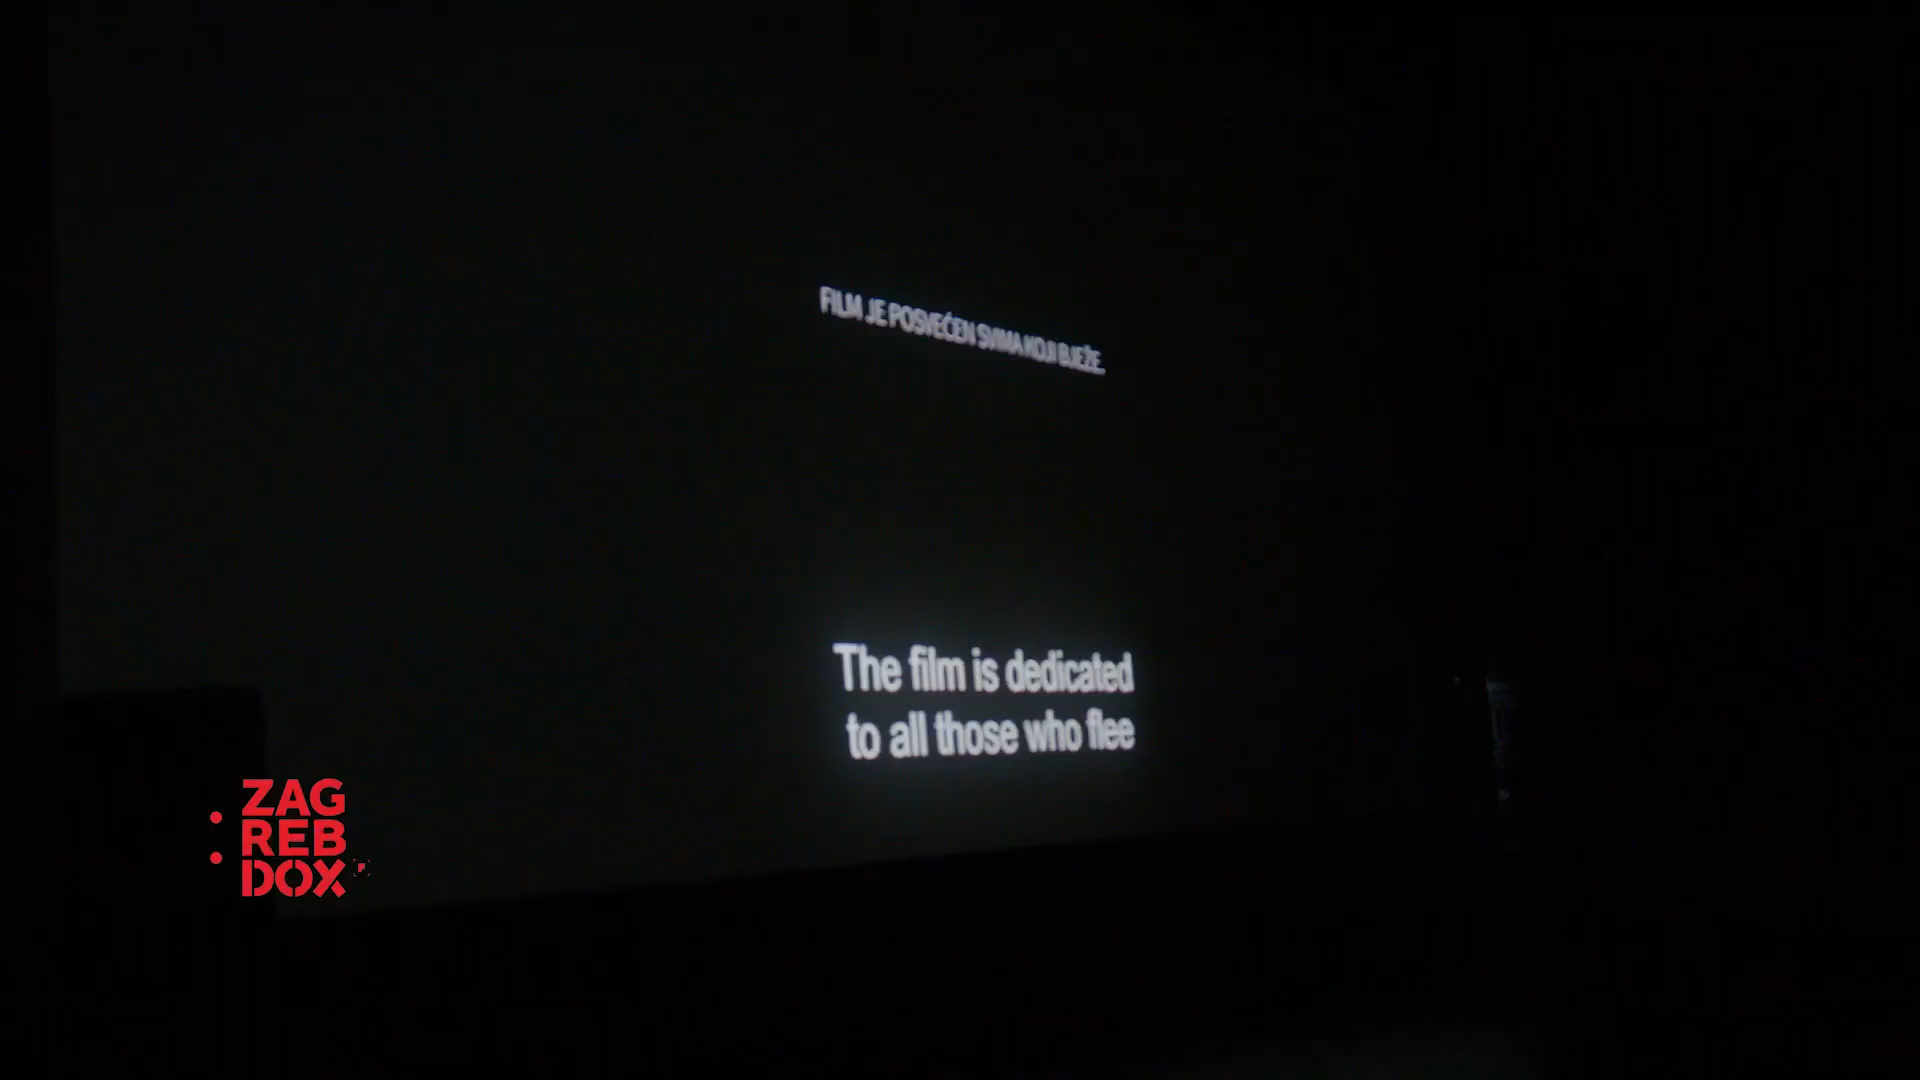 FILM JE POSVEĆEN SVIMA KOJI BJEŽE.
The film is dedicated
to all those who flee
ZAG
REB
DOX